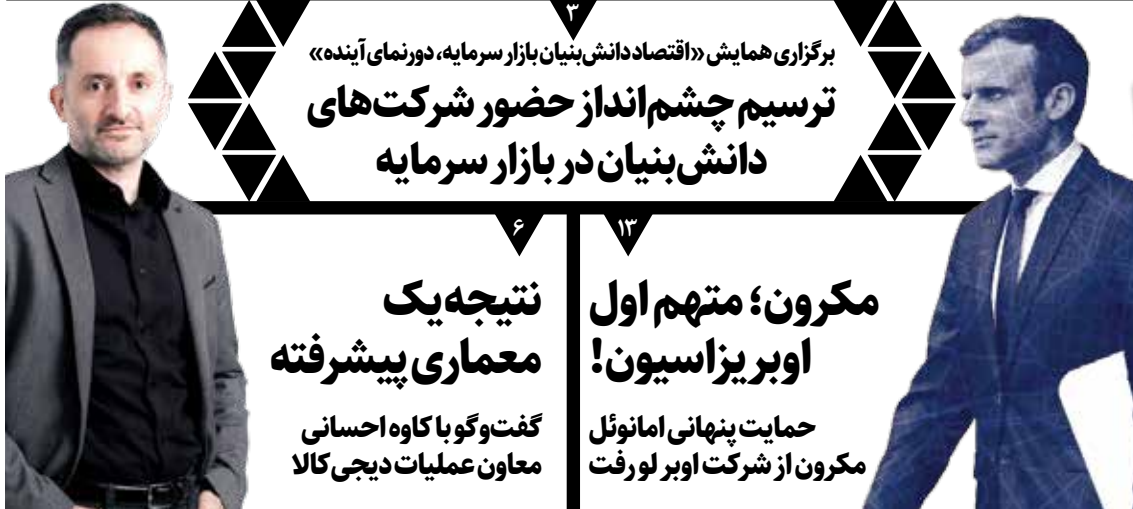 ۳
برگزاری همایش «اقتصاد دانش‌بنیان بازار سرمایه، دورنمای آینده»
ترسیم چشم‌انداز حضور شرکت‌های
دانش‌بنیان در بازار سرمایه
۱۳
مکرون؛ متهم اول
اوبریزاسیون!
حمایت پنهانی امانوئل
مکرون از شرکت اوبر لو رفت
۶
نتیجه یک
معماری پیشرفته
گفت‌وگو با کاوه احسانی
معاون عملیات دیجی‌کالا